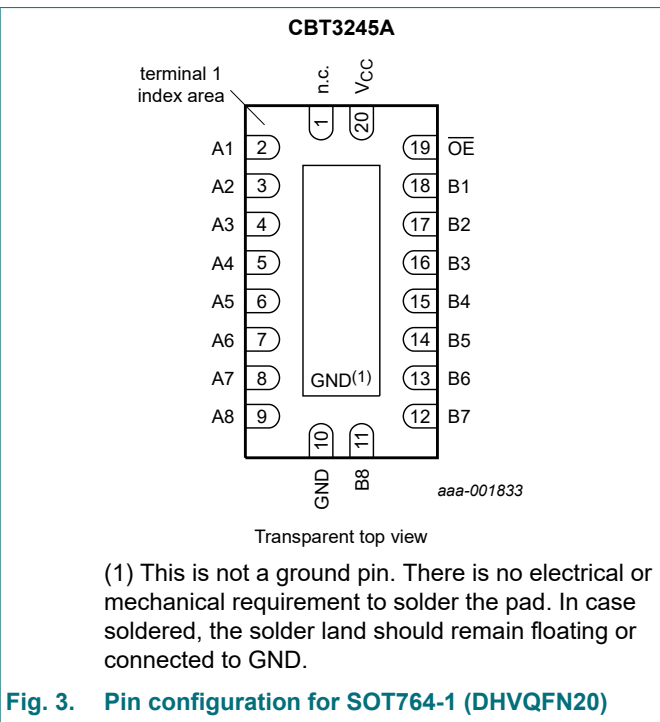 CBT3245A
terminal 1
index area
n.c.
VCC
1
20
A1 2 19 OE
A2 3 18 B1
A3 4 17 B2
A4 5 16 B3
A5 6 15 B4
A6 7 14 B5
A7 8 GND(1) 13 B6
A8 9 12 B7
10 11
GND B8
aaa-001833
Transparent top view
(1) This is not a ground pin. There is no electrical or
mechanical requirement to solder the pad. In case
soldered, the solder land should remain floating or
connected to GND.
Fig. 3. Pin configuration for SOT764-1 (DHVQFN20)